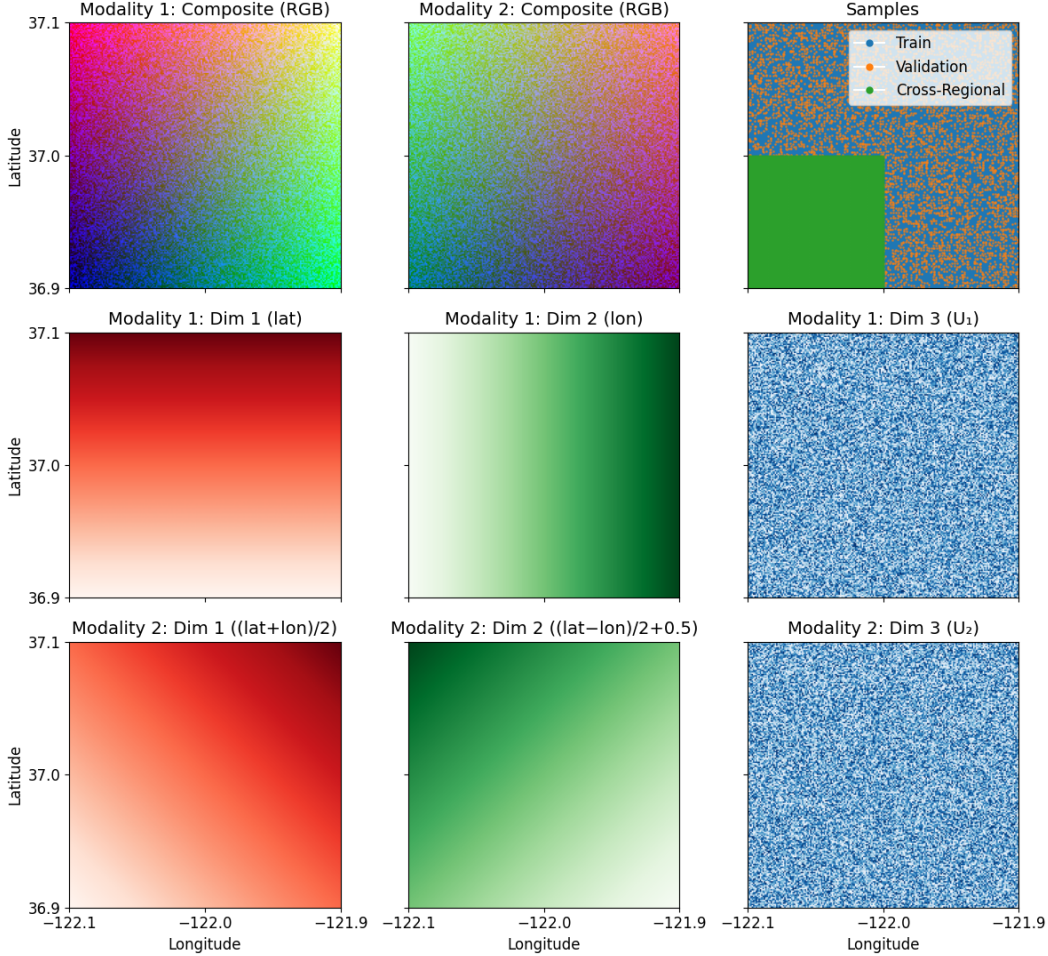 Modality 1: Composite (RGB)
Modality 2: Composite (RGB)
Samples
37.1
37.0
36.9
Latitude
Train
Validation
Cross-Regional
Modality 1: Dim 1 (lat)
Modality 1: Dim 2 (lon)
Modality 1: Dim 3 (U₁)
37.1
37.0
36.9
Latitude
Modality 2: Dim 1 ((lat+lon)/2)
Modality 2: Dim 2 ((lat−lon)/2+0.5)
Modality 2: Dim 3 (U₂)
37.1
37.0
36.9
Latitude
−122.1
−122.0
−121.9
Longitude
−122.1
−122.0
−121.9
Longitude
−122.1
−122.0
−121.9
Longitude